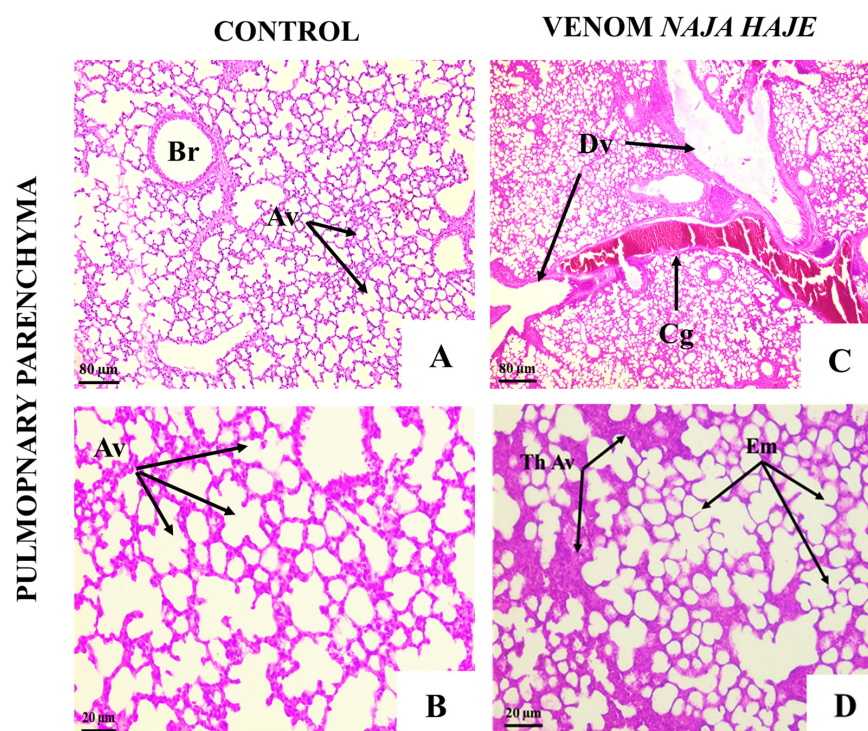 CONTROL
VENOM NAJA HAJE
PULMOPNARY PARENCHYMA
Br
Av
80 µm
A
Dv
Cg
80 µm
C
Av
20 µm
B
Th Av
Em
20 µm
D